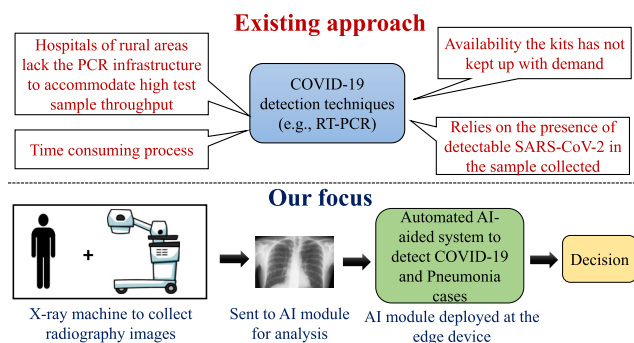 Existing approach
Hospitals of rural areas
lack the PCR infrastructure
to accommodate high test
sample throughput
Time consuming process
COVID-19
detection techniques
(e.g., RT-PCR)
Availability the kits has not
kept up with demand
Relies on the presence of
detectable SARS-CoV-2 in
the sample collected
Our focus
+
X-ray machine to collect
radiography images
Sent to AI module
for analysis
Automated AI-
aided system to
detect COVID-19
and Pneumonia
cases
AI module deployed at the
edge device
Decision